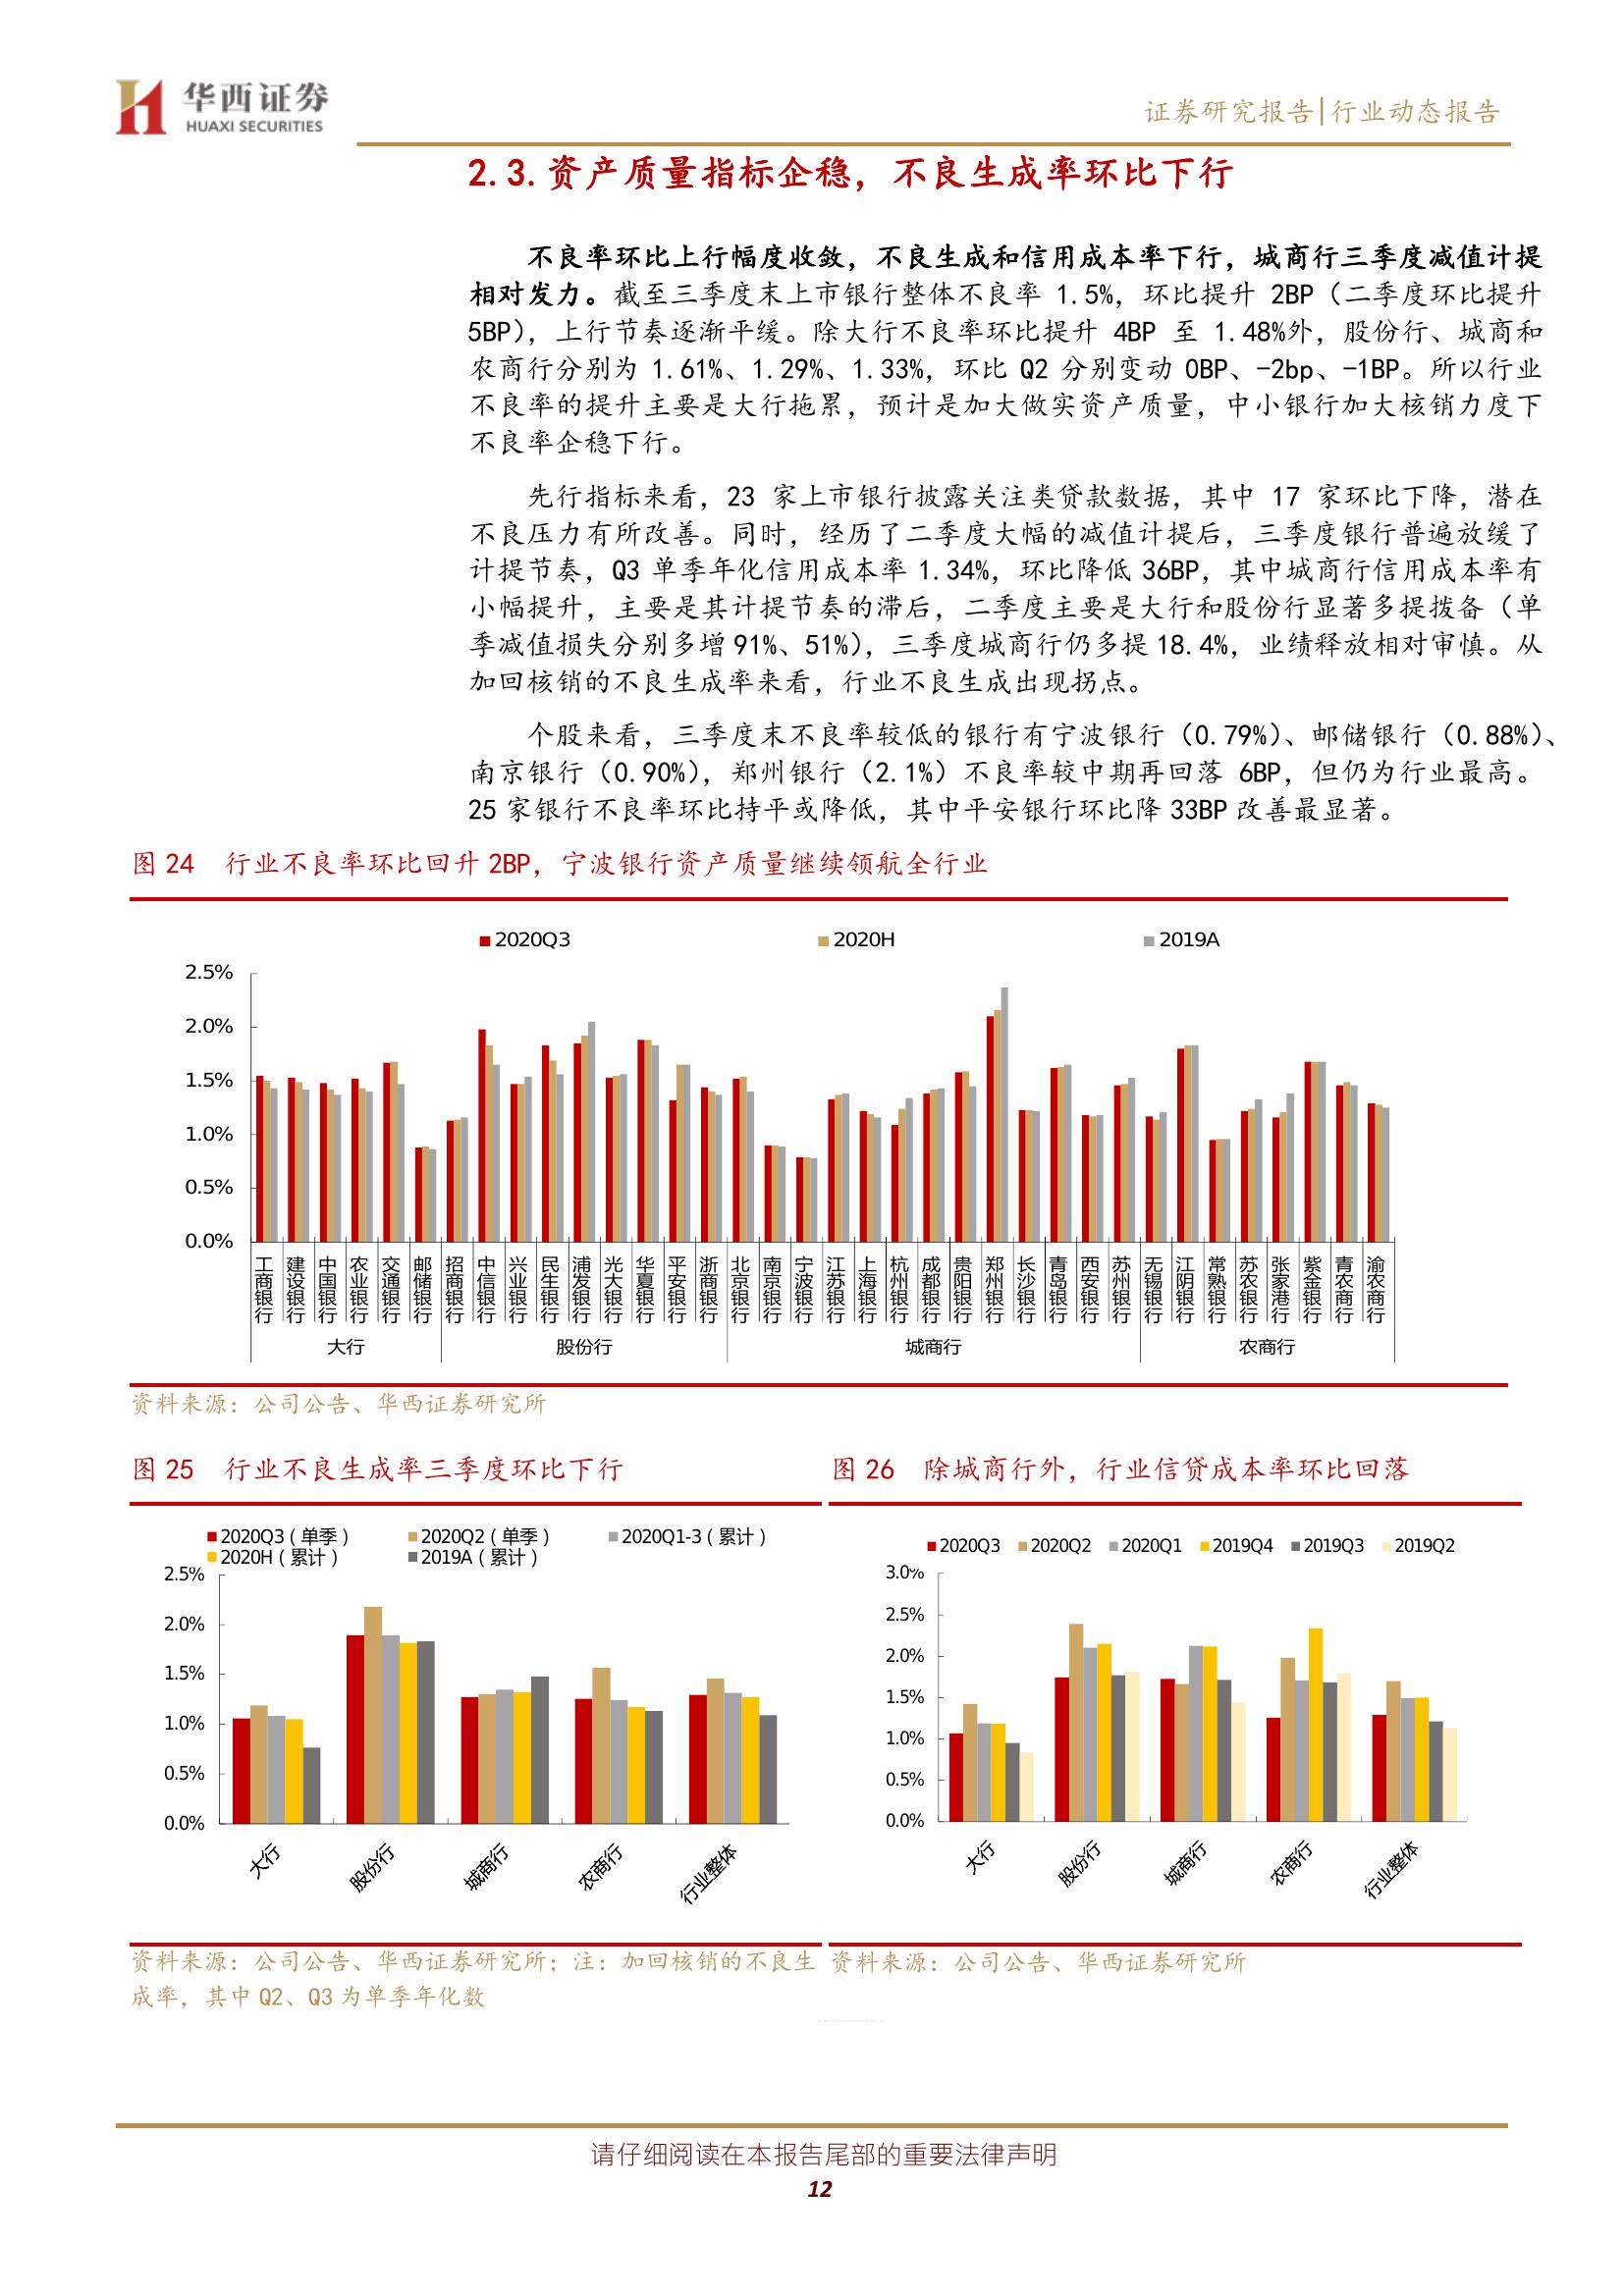 华西证券
HUAXI SECURITIES
证券研究报告|行业动态报告
2.3.资产质量指标企稳，不良生成率环比下行
不良率环比上行幅度收敛，不良生成和信用成本率下行，城商行三季度减值计提
相对发力。截至三季度末上市银行整体不良率 1.5%，环比提升 2BP（二季度环比提升
5BP），上行节奏逐渐平缓。除大行不良率环比提升 4BP 至 1.48%外，股份行、城商和
农商行分别为 1.61%、1.29%、1.33%，环比 Q2 分别变动 0BP、-2bp、-1BP。所以行业
不良率的提升主要是大行拖累，预计是加大做实资产质量，中小银行加大核销力度下
不良率企稳下行。
先行指标来看，23 家上市银行披露关注类贷款数据，其中 17 家环比下降，潜在
不良压力有所改善。同时，经历了二季度大幅的减值计提后，三季度银行普遍放缓了
计提节奏，Q3 单季年化信用成本率 1.34%，环比降低 36BP，其中城商行信用成本率有
小幅提升，主要是其计提节奏的滞后，二季度主要是大行和股份行显著多提拨备（单
季减值损失分别多增 91%、51%），三季度城商行仍多提 18.4%，业绩释放相对审慎。从
加回核销的不良生成率来看，行业不良生成出现拐点。
个股来看，三季度末不良率较低的银行有宁波银行（0.79%）、邮储银行（0.88%）、
南京银行（0.90%），郑州银行（2.1%）不良率较中期再回落 6BP，但仍为行业最高。
25 家银行不良率环比持平或降低，其中平安银行环比降 33BP 改善最显著。
图 24 行业不良率环比回升 2BP，宁波银行资产质量继续领航全行业
2020Q3 2020H 2019A
2.5%
2.0%
1.5%
1.0%
0.5%
0.0%
工商银行 建设银行 中国银行 农业银行 交通银行 邮储银行 招商银行 中信银行 兴业银行 民生银行 浦发银行 光大银行 华夏银行 平安银行 浙商银行 北京银行 南京银行 宁波银行 江苏银行 上海银行 杭州银行 成都银行 贵阳银行 郑州银行 长沙银行 青岛银行 西安银行 苏州银行 无锡银行 江阴银行 常熟银行 苏农银行 张家港行 紫金银行 青农商行 渝农商行
大行 股份行 城商行 农商行
资料来源：公司公告、华西证券研究所
图 25 行业不良生成率三季度环比下行
2020Q3（单季） 2020Q2（单季） 2020Q1-3（累计）
2020H（累计） 2019A（累计）
2.5%
2.0%
1.5%
1.0%
0.5%
0.0%
大行 股份行 城商行 农商行 行业整体
资料来源：公司公告、华西证券研究所；注：加回核销的不良生
成率，其中 Q2、Q3 为单季年化数
图 26 除城商行外，行业信贷成本率环比回落
2020Q3 2020Q2 2020Q1 2019Q4 2019Q3 2019Q2
3.0%
2.5%
2.0%
1.5%
1.0%
0.5%
0.0%
大行 股份行 城商行 农商行 行业整体
资料来源：公司公告、华西证券研究所
请仔细阅读在本报告尾部的重要法律声明
12